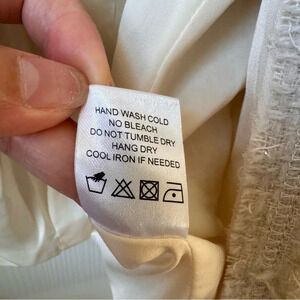 HAND WASH COLD
NO BLEACH
DO NOT TUMBLE DRY
HANG DRY
COOL IRON IF NEEDED